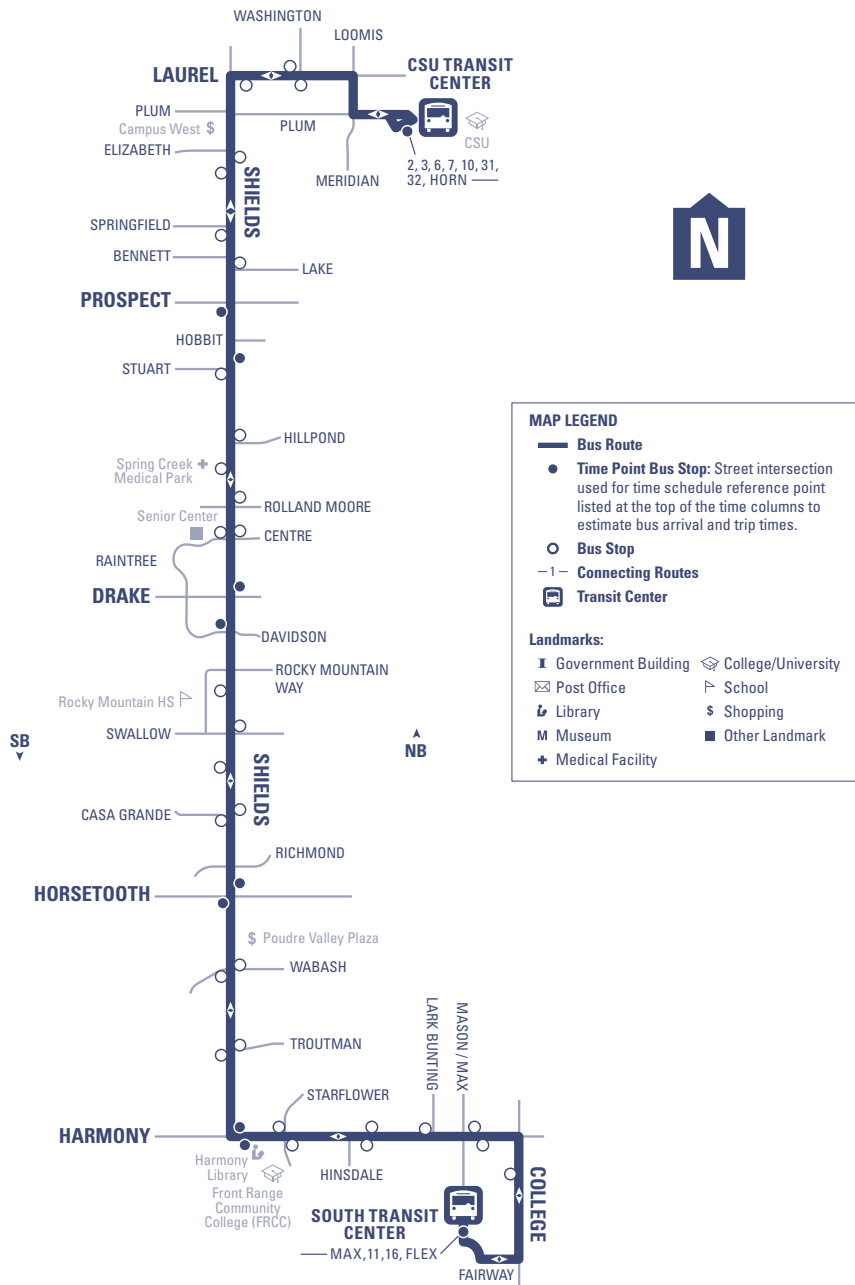 WASHINGTON
LOOMIS
LAUREL
CSU TRANSIT
CENTER
PLUM
Campus West $
PLUM
CSU
ELIZABETH
MERIDIAN
2, 3, 6, 7, 10, 31,
32, HORN
SHIELDS
SPRINGFIELD
BENNETT
LAKE
PROSPECT
HOBBIT
STUART
N
HILLPOND
Spring Creek
Medical Park
ROLLAND MOORE
Senior Center
CENTRE
RAINTREE
DRAKE
DAVIDSON
ROCKY MOUNTAIN
WAY
Rocky Mountain HS
SWALLOW
SB
NB
SHIELDS
CASA GRANDE
RICHMOND
HORSETOOTH
$ Poudre Valley Plaza
WABASH
TROUTMAN
LARK BUNTING
MASON / MAX
STARFLOWER
HARMONY
Harmony
Library
Front Range
Community
College (FRCC)
HINSDALE
COLLEGE
SOUTH TRANSIT
CENTER
MAX,11,16, FLEX
FAIRWAY
MAP LEGEND
Bus Route
Time Point Bus Stop: Street intersection
used for time schedule reference point
listed at the top of the time columns to
estimate bus arrival and trip times.
Bus Stop
—1— Connecting Routes
Transit Center
Landmarks:
Government Building
College/University
Post Office
School
Library
$ Shopping
M Museum
Other Landmark
Medical Facility